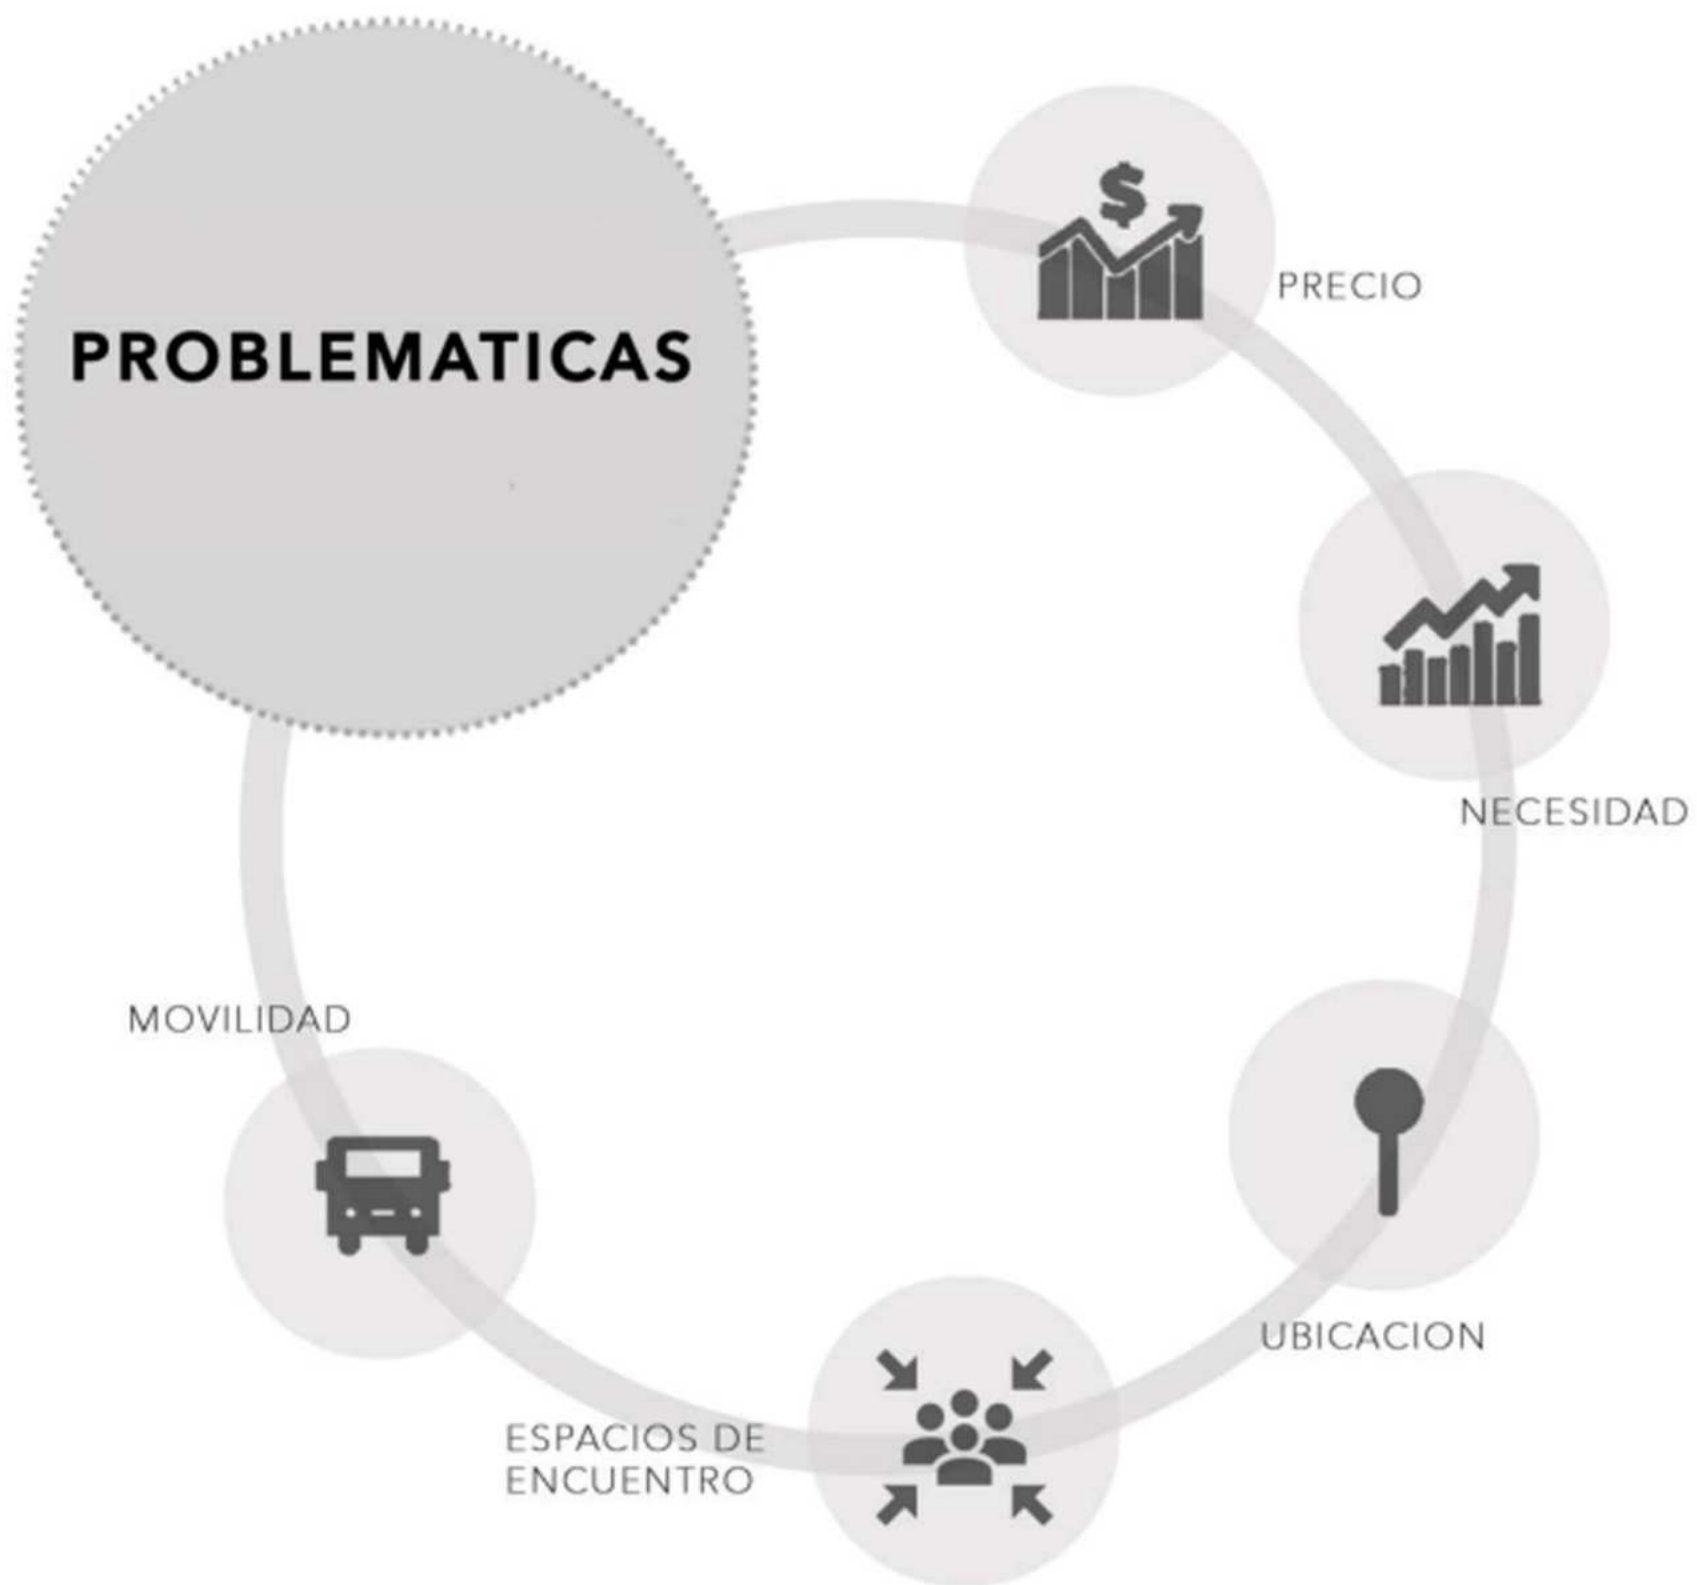 PROBLEMATICAS
PRECIO
NECESIDAD
UBICACION
ESPACIOS DE
ENCUENTRO
MOVILIDAD